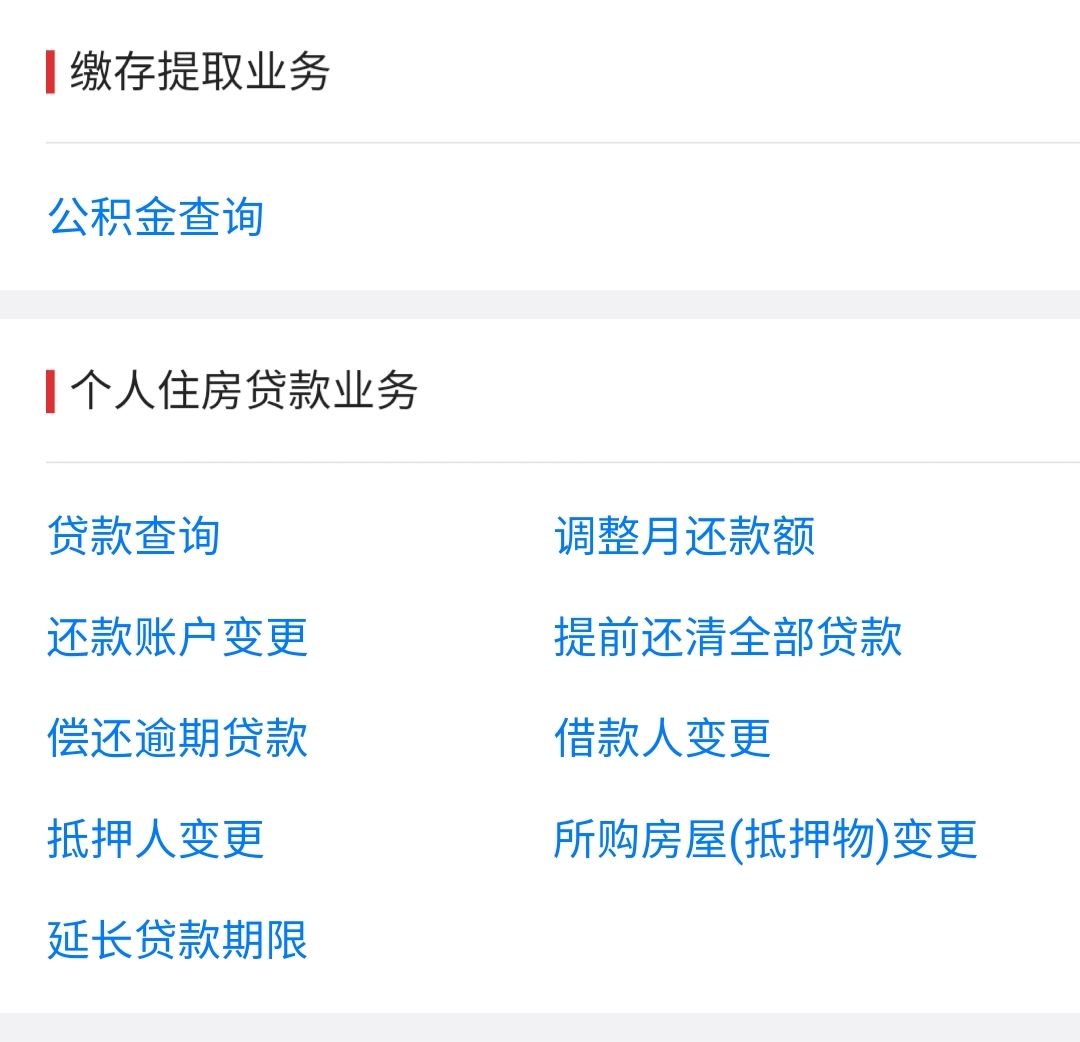 缴存提取业务
公积金查询
个人住房贷款业务
贷款查询 调整月还款额
还款账户变更 提前还清全部贷款
偿还逾期贷款 借款人变更
抵押人变更 所购房屋(抵押物)变更
延长贷款期限